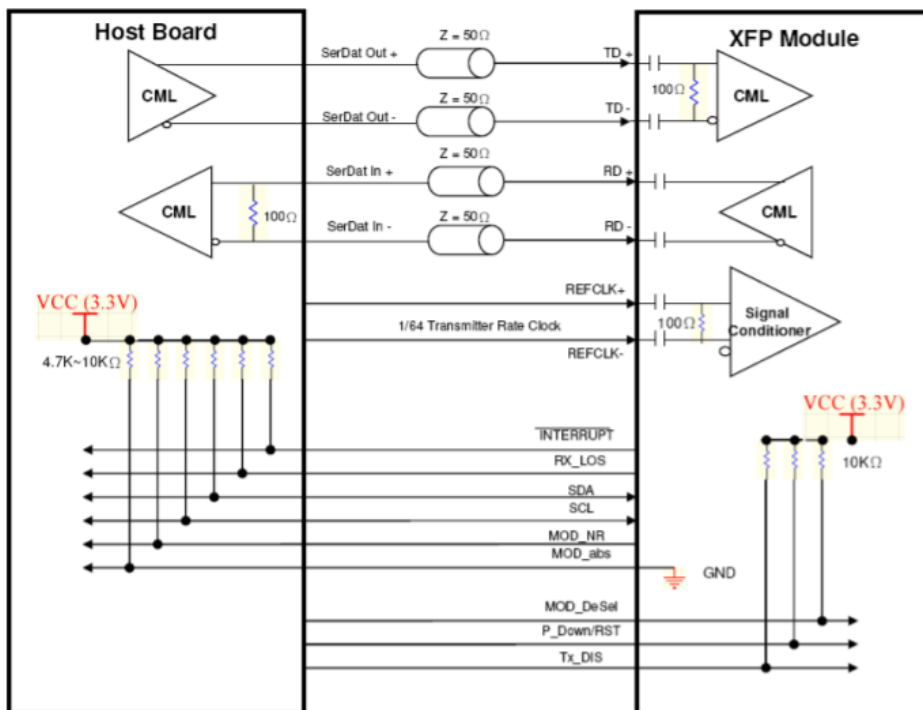 Host Board
XFP Module
Z = 50Ω
SerDat Out +
TD +
CML
100Ω
CML
SerDat Out -
TD -
Z = 50Ω
Z = 50Ω
SerDat In +
RD +
CML
100Ω
CML
Z = 50Ω
SerDat In -
RD -
REFCLK+
VCC (3.3V)
1/64 Transmitter Rate Clock
100Ω
Signal
Conditioner
4.7K~10KΩ
REFCLK-
VCC (3.3V)
INTERRUPT
10KΩ
RX_LOS
SDA
SCL
MOD_NR
MOD_abs
GND
MOD_DeSel
P_Down/RST
Tx_DIS